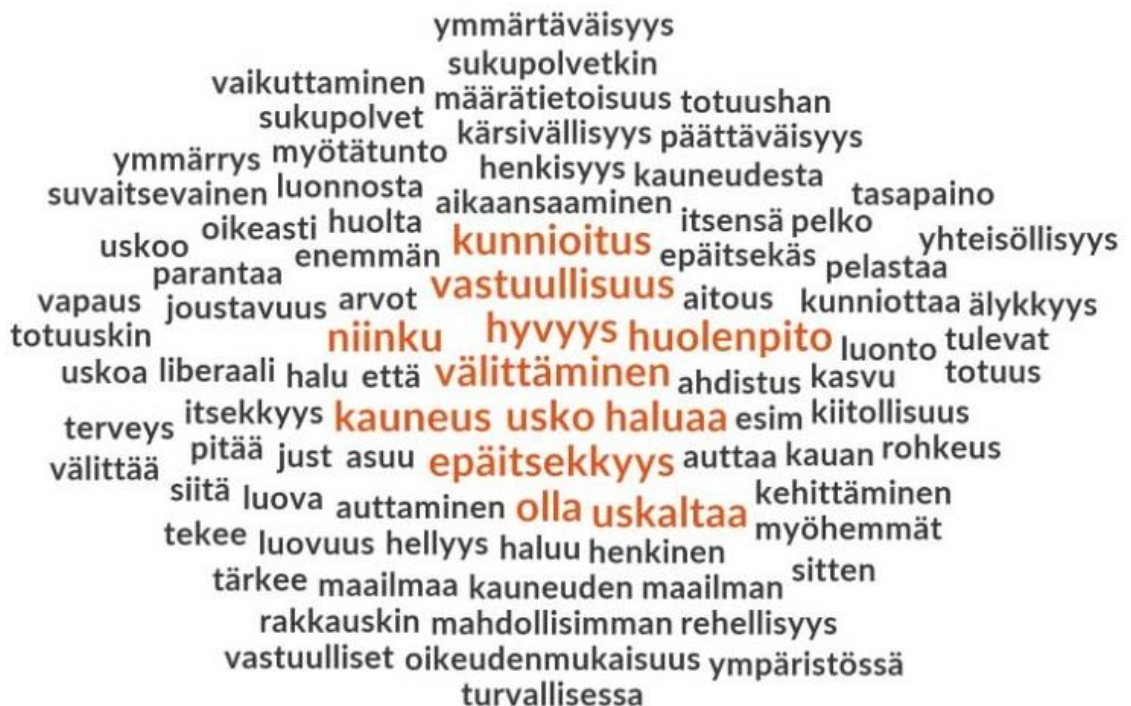 ymmärtäväisyys
sukupolvetkin
vaikuttaminen määrätietoisuus totuushan
sukupolvet kärsivällisyys päättäväisyys
ymmärrys myötätunto henkisyys kauneudesta
suvaitsevainen luonnosta aikaansaaminen tasapaino
oikeasti huolta kunnioitus itsensä pelko
uskoo enemmän epäitsekäs yhteisöllisyys
parantaa vastuullisuus pelastaa
vapaus joustavuus arvot aitous kunniottaa älykkyys
totuuskin niinku hyvyys huolenpito luonto tulevat
uskoa liberaali halu että välittäminen ahdistus kasvu totuus
terveys itsekkyys kauneus usko haluaa esim kiitollisuus
välittää pitää just asuu epäitsekkyys auttaa kauan rohkeus
siitä luova auttaminen olla uskaltaa kehittäminen
tekee luovuus hellyys haluu henkinen myöhemmät
tärkee maailmaa kauneuden maailman sitten
rakkauskin mahdollisimman rehellisyys
vastuulliset oikeudenmukaisuus ympäristössä
turvallisessa